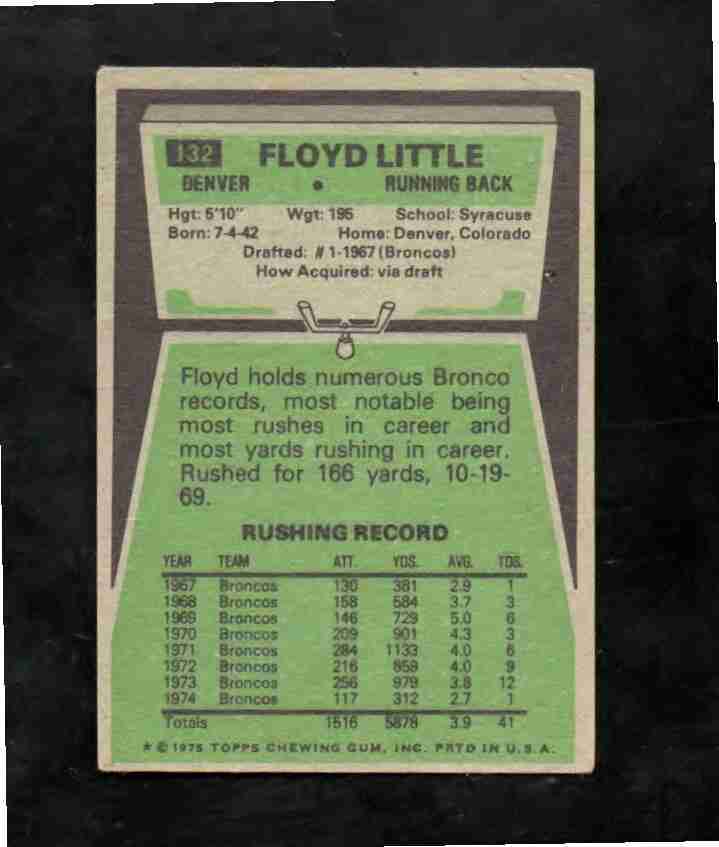 132 FLOYD LITTLE
DENVER • RUNNING BACK
Hgt: 5'10" Wgt: 195 School: Syracuse
Born: 7-4-42 Home: Denver, Colorado
Drafted: #1-1967 (Broncos)
How Acquired: via draft
Floyd holds numerous Bronco
records, most notable being
most rushes in career and
most yards rushing in career.
Rushed for 166 yards, 10-19-
69.
RUSHING RECORD
YEAR TEAM ATT. YDS. AVG. TDS.
1967 Broncos 130 381 2.9 1
1968 Broncos 158 584 3.7 3
1969 Broncos 146 729 5.0 6
1970 Broncos 209 901 4.3 3
1971 Broncos 284 1133 4.0 6
1972 Broncos 216 859 4.0 9
1973 Broncos 256 979 3.8 12
1974 Broncos 117 312 2.7 1
Totals 1516 5878 3.9 41
* © 1975 TOPPS CHEWING GUM, INC. PRTD IN U.S.A.